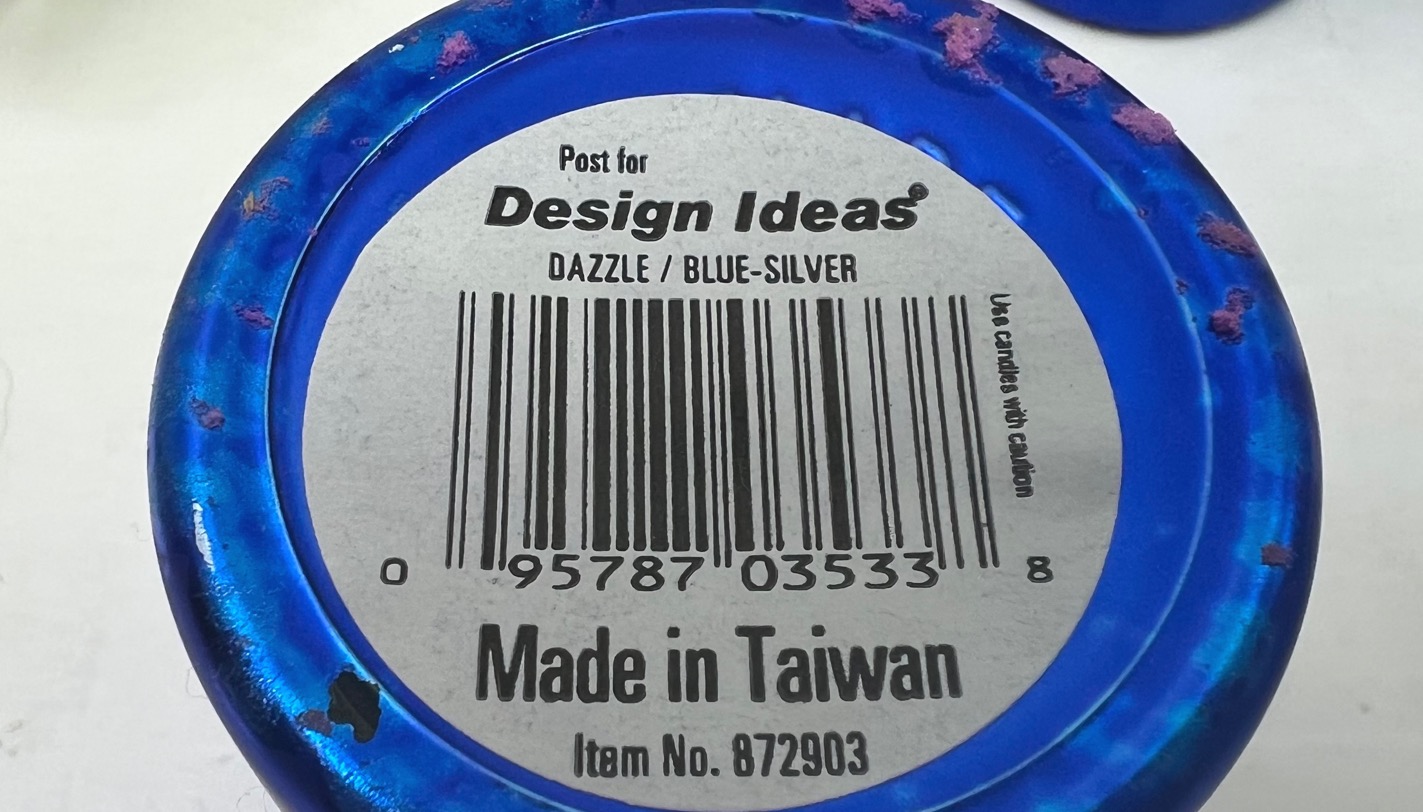 Post for
Design Ideas®
DAZZLE / BLUE-SILVER
Use candles with caution
0 95787 03533 8
Made in Taiwan
Item No. 872903